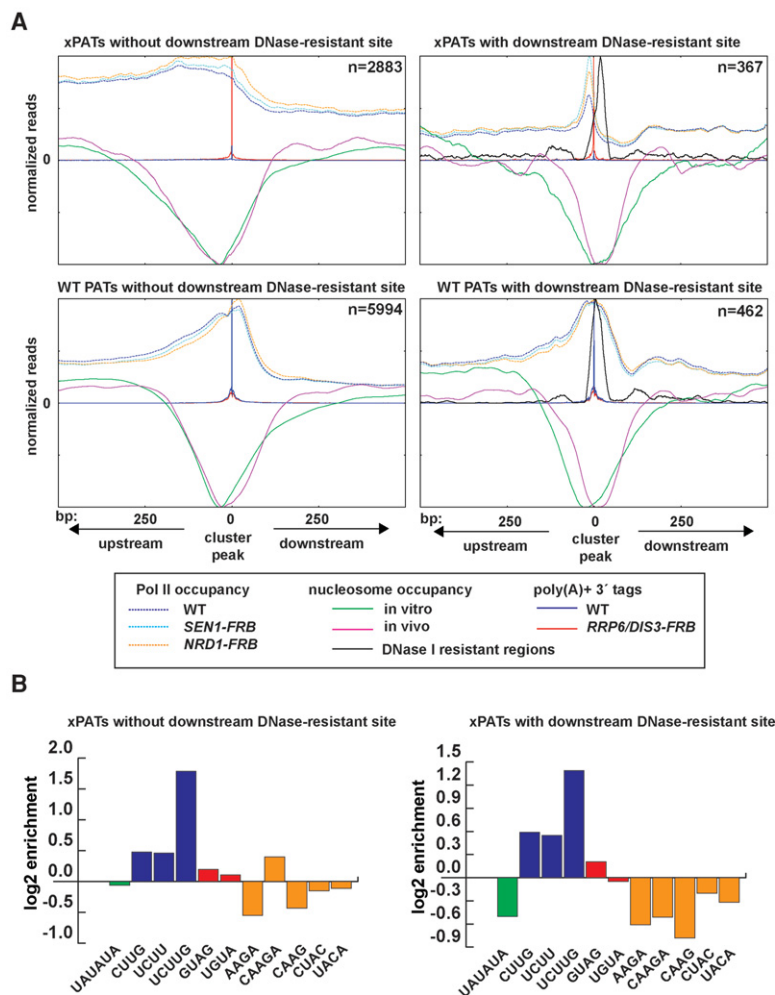 A
xPATs without downstream DNase-resistant site
xPATs with downstream DNase-resistant site
n=2883
n=367
normalized reads
0
WT PATs without downstream DNase-resistant site
WT PATs with downstream DNase-resistant site
n=5994
n=462
normalized reads
0
bp: 250 0 250
upstream cluster peak downstream
bp: 250 0 250
upstream cluster peak downstream
Pol II occupancy nucleosome occupancy poly(A)+ 3´ tags
WT in vitro WT
SEN1-FRB in vivo RRP6/DIS3-FRB
NRD1-FRB DNase I resistant regions
B
xPATs without downstream DNase-resistant site
xPATs with downstream DNase-resistant site
log2 enrichment
2.0
1.5
1.0
0.5
0.0
-0.5
-1.0
UAUAUA CUUG UCUU UCUUG GUAG UGUA AAGA CAAGA CAAG CUAC UACA
log2 enrichment
1.5
1.2
0.9
0.6
0.3
0.0
-0.3
-0.6
-0.9
UAUAUA CUUG UCUU UCUUG GUAG UGUA AAGA CAAGA CAAG CUAC UACA